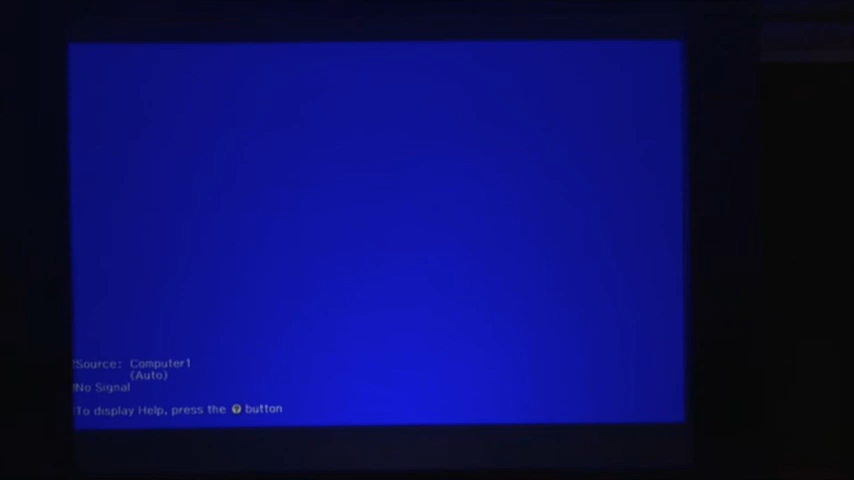 Source: Computer1
(Auto)
No Signal
To display Help, press the ? button